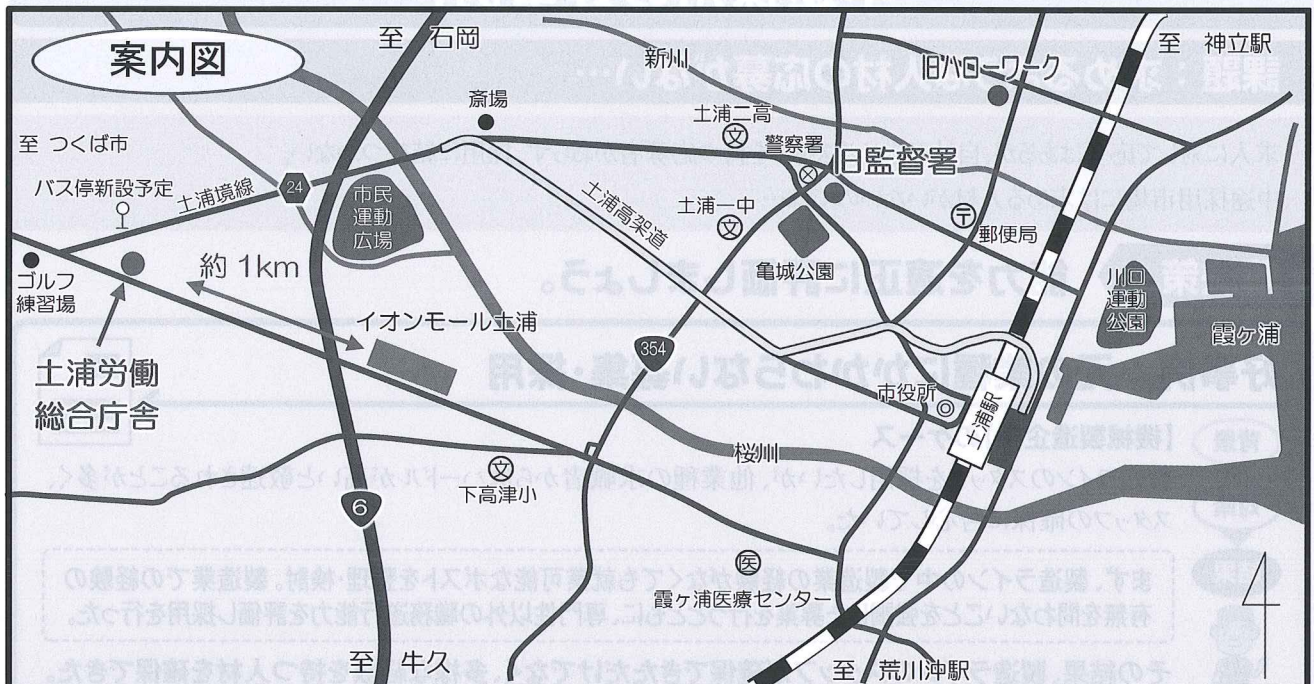 案内図
至 石岡
新川
旧ハローワーク
至 神立駅
斎場
土浦二高
文
警察署
旧監督署
至 つくば市
バス停新設予定
土浦境線
24
市民
運動
広場
土浦高架道
土浦一中
文
亀城公園
〒
郵便局
川口
運動
公園
霞ヶ浦
ゴルフ
練習場
約 1km
イオンモール土浦
354
土浦労働
総合庁舎
市役所
土浦駅
桜川
文
下高津小
6
医
霞ヶ浦医療センター
至 牛久
至 荒川沖駅